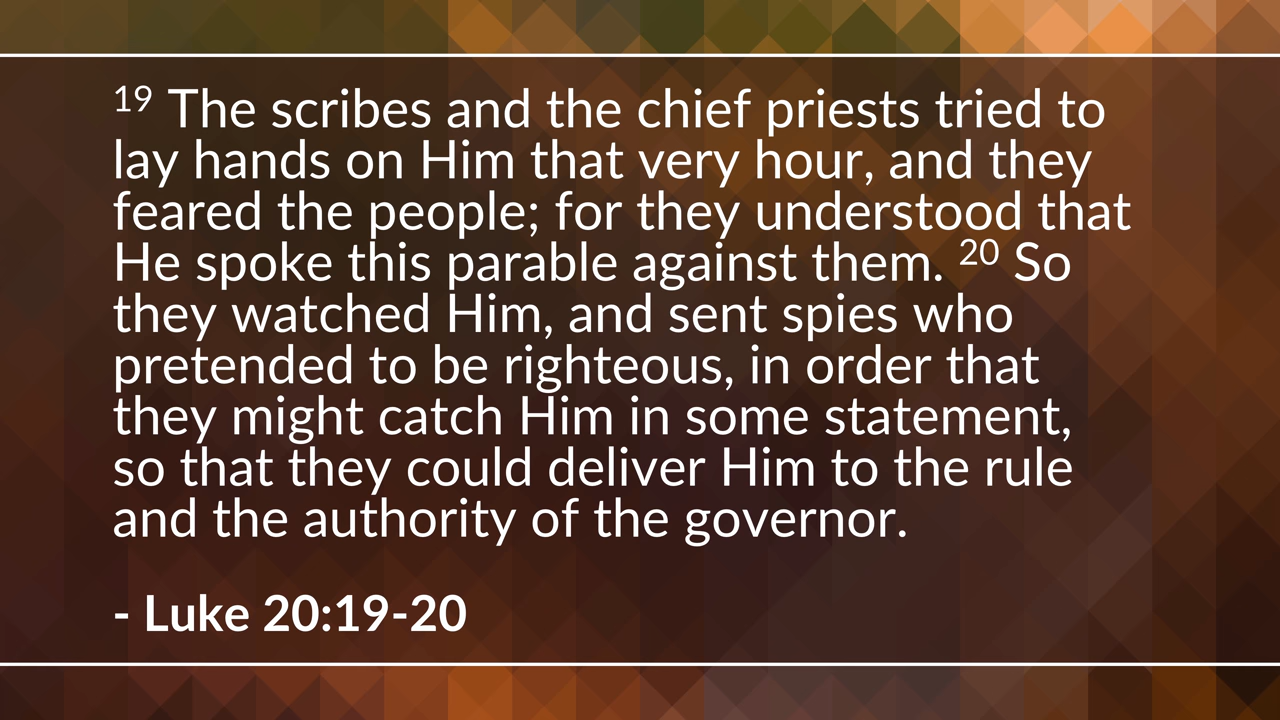 19 The scribes and the chief priests tried to
lay hands on Him that very hour, and they
feared the people; for they understood that
He spoke this parable against them. 20 So
they watched Him, and sent spies who
pretended to be righteous, in order that
they might catch Him in some statement,
so that they could deliver Him to the rule
and the authority of the governor.
- Luke 20:19-20